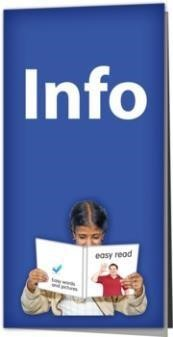 Info
easy read
Easy words
and pictures